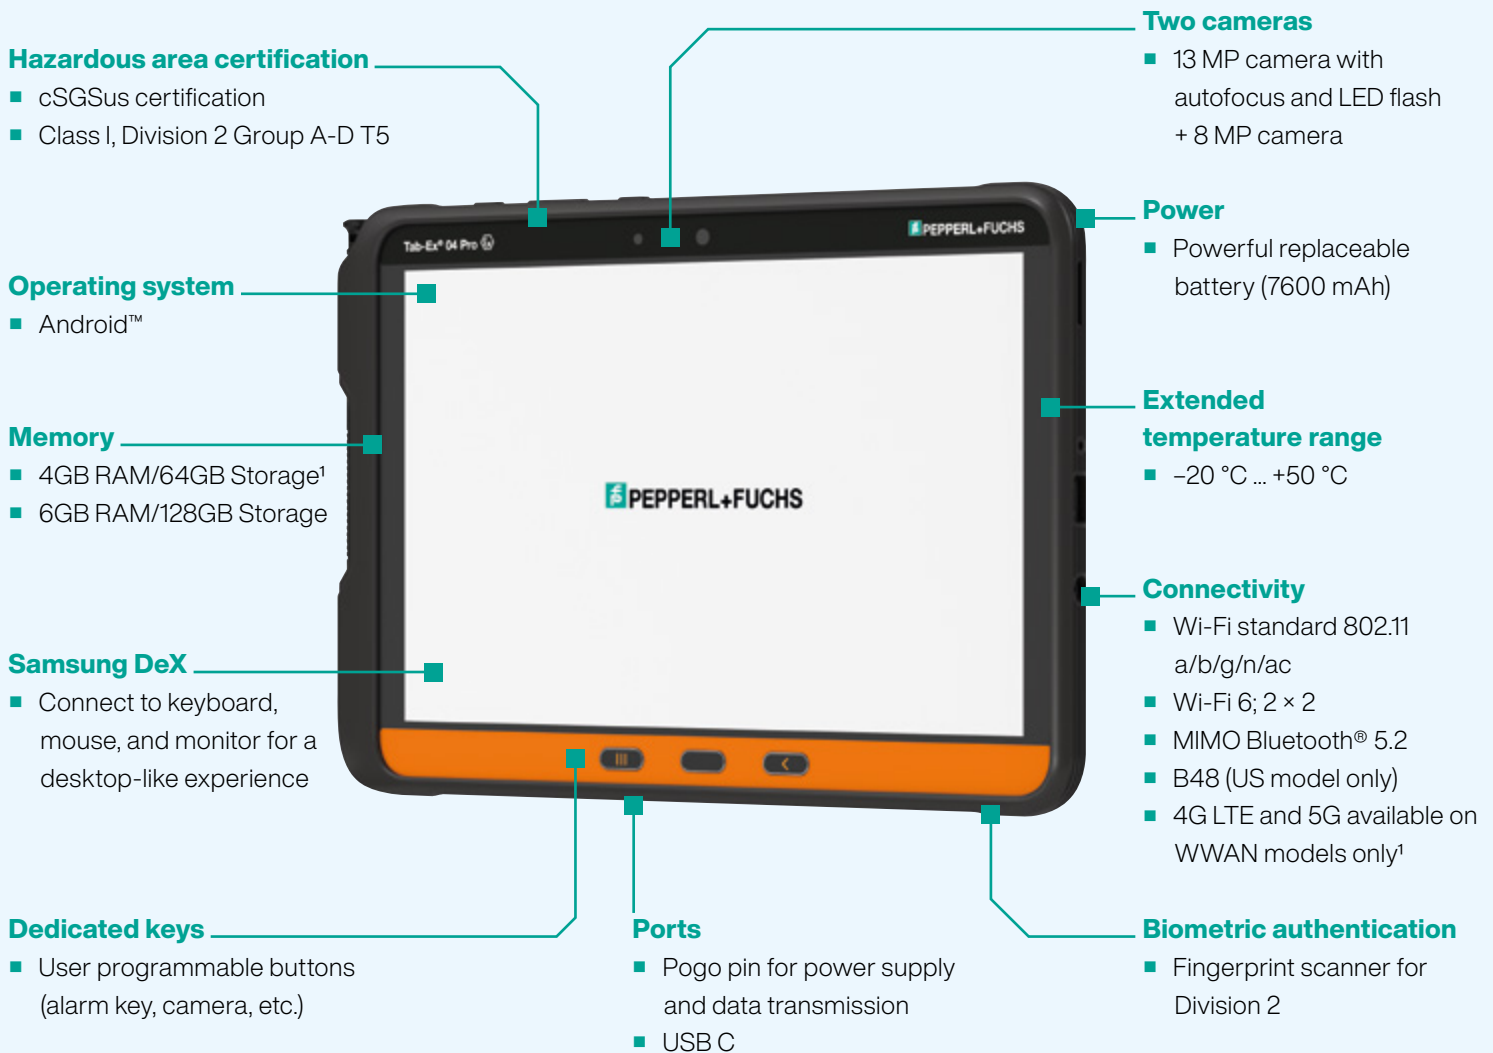 Hazardous area certification
■ cSGSus certification
■ Class I, Division 2 Group A-D T5
Operating system
■ Android™
Memory
■ 4GB RAM/64GB Storage¹
■ 6GB RAM/128GB Storage
Samsung DeX
■ Connect to keyboard,
mouse, and monitor for a
desktop-like experience
Dedicated keys
■ User programmable buttons
(alarm key, camera, etc.)
Tab-Ex® 04 Pro
PEPPERL+FUCHS
PEPPERL+FUCHS
Ports
■ Pogo pin for power supply
and data transmission
■ USB C
Two cameras
■ 13 MP camera with
autofocus and LED flash
+ 8 MP camera
Power
■ Powerful replaceable
battery (7600 mAh)
Extended
temperature range
■ –20 °C ... +50 °C
Connectivity
■ Wi-Fi standard 802.11
a/b/g/n/ac
■ Wi-Fi 6; 2 × 2
■ MIMO Bluetooth® 5.2
■ B48 (US model only)
■ 4G LTE and 5G available on
WWAN models only¹
Biometric authentication
■ Fingerprint scanner for
Division 2